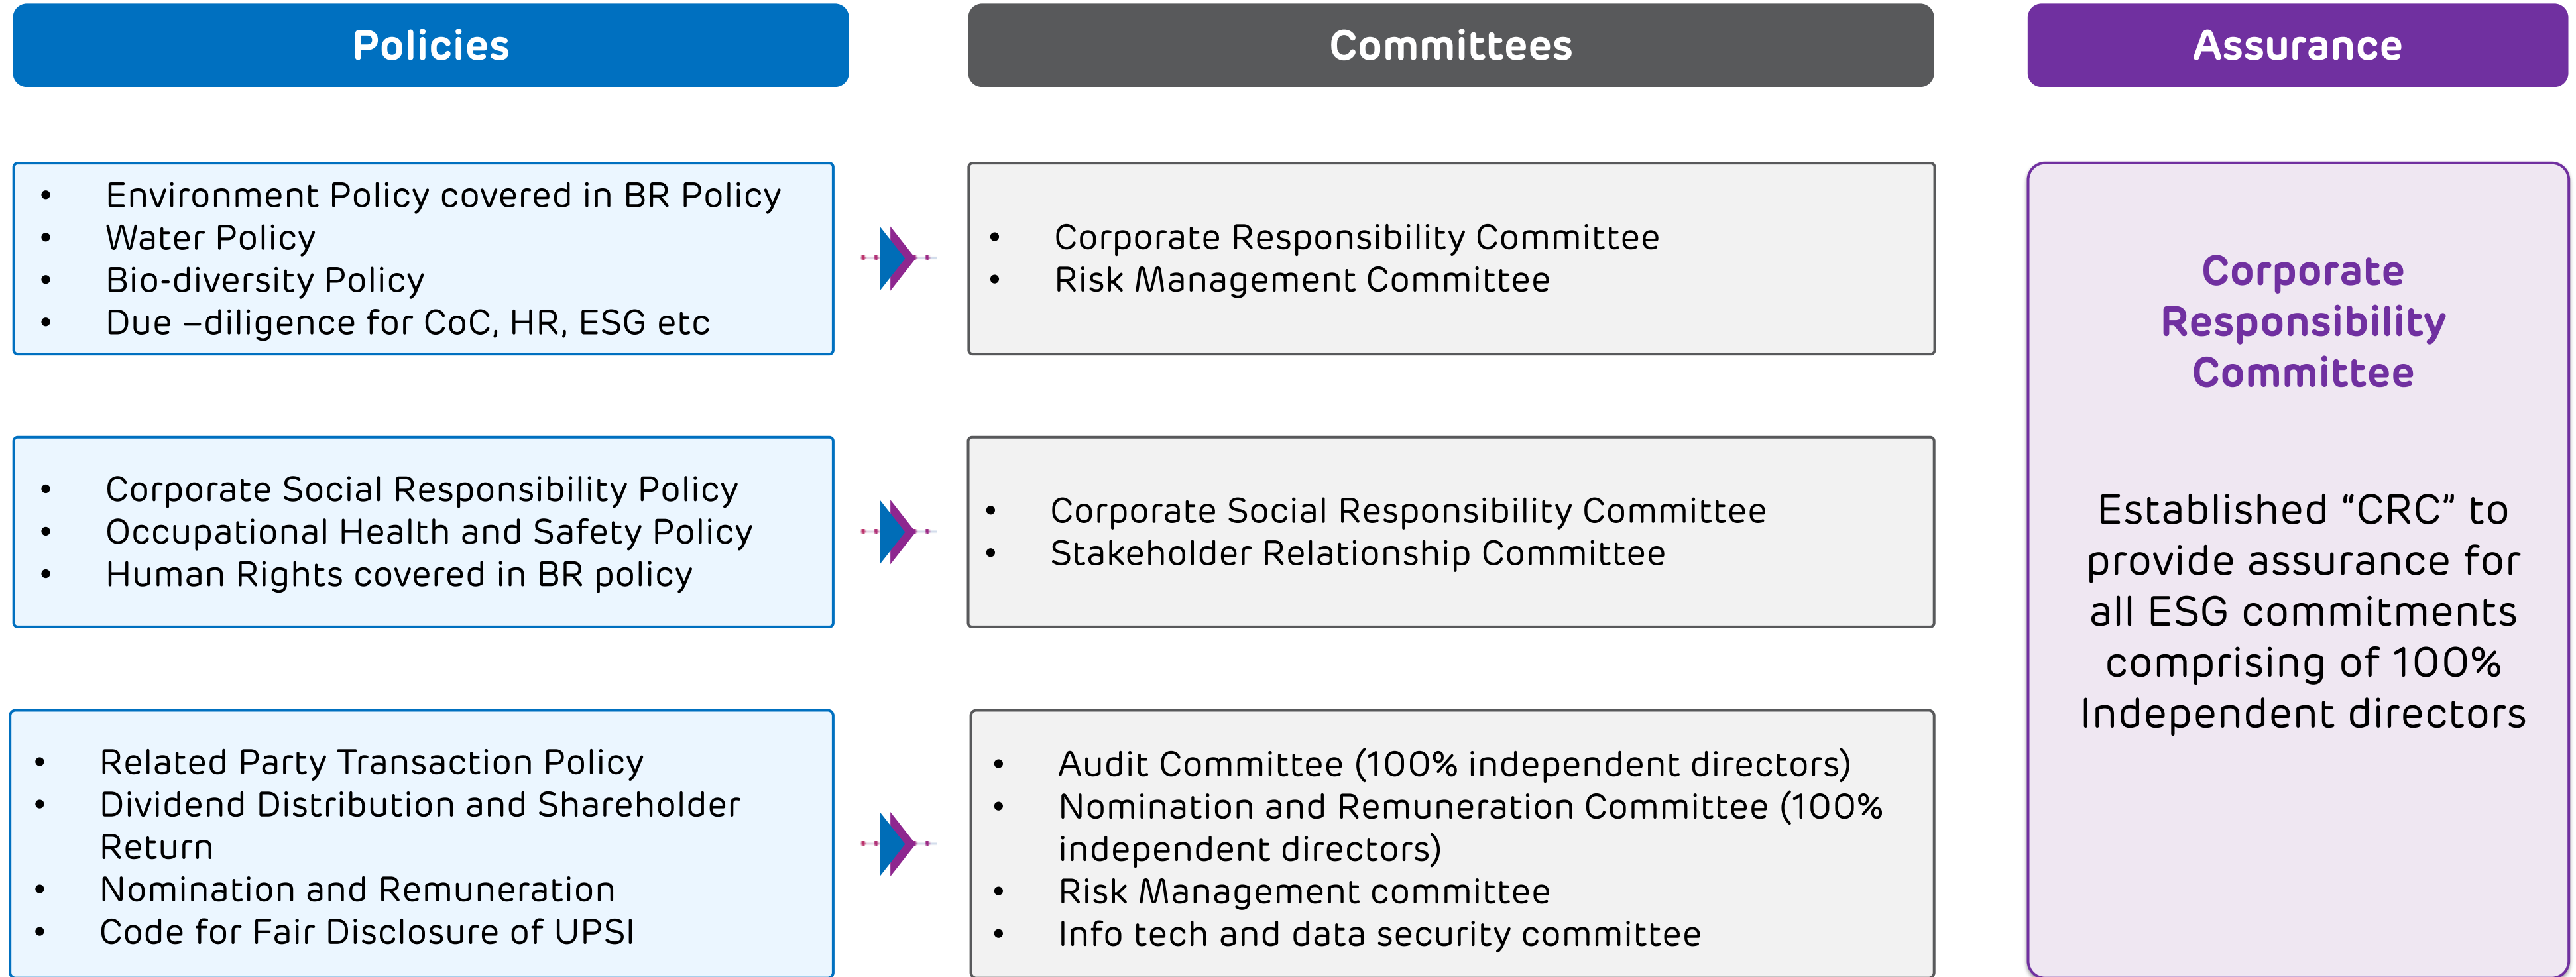 Policies
Committees
Assurance
• Environment Policy covered in BR Policy
• Water Policy
• Bio-diversity Policy
• Due –diligence for CoC, HR, ESG etc
• Corporate Responsibility Committee
• Risk Management Committee
• Corporate Social Responsibility Policy
• Occupational Health and Safety Policy
• Human Rights covered in BR policy
• Corporate Social Responsibility Committee
• Stakeholder Relationship Committee
• Related Party Transaction Policy
• Dividend Distribution and Shareholder
Return
• Nomination and Remuneration
• Code for Fair Disclosure of UPSI
• Audit Committee (100% independent directors)
• Nomination and Remuneration Committee (100%
independent directors)
• Risk Management committee
• Info tech and data security committee
Corporate
Responsibility
Committee
Established “CRC” to
provide assurance for
all ESG commitments
comprising of 100%
Independent directors